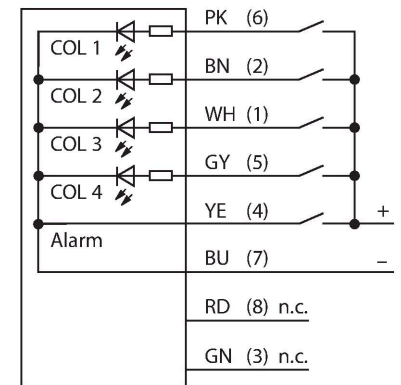 PK (6)
COL 1
BN (2)
COL 2
WH (1)
COL 3
GY (5)
COL 4
YE (4)
+
Alarm
BU (7)
–
RD (8) n.c.
GN (3) n.c.